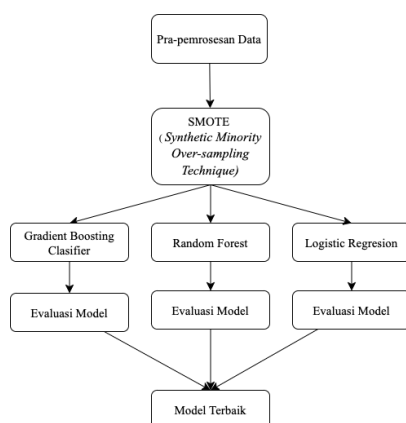 Pra-pemrosesan Data
SMOTE
(Synthetic Minority
Over-sampling
Technique)
Gradient Boosting
Clasifier
Random Forest
Logistic Regresion
Evaluasi Model
Evaluasi Model
Evaluasi Model
Model Terbaik